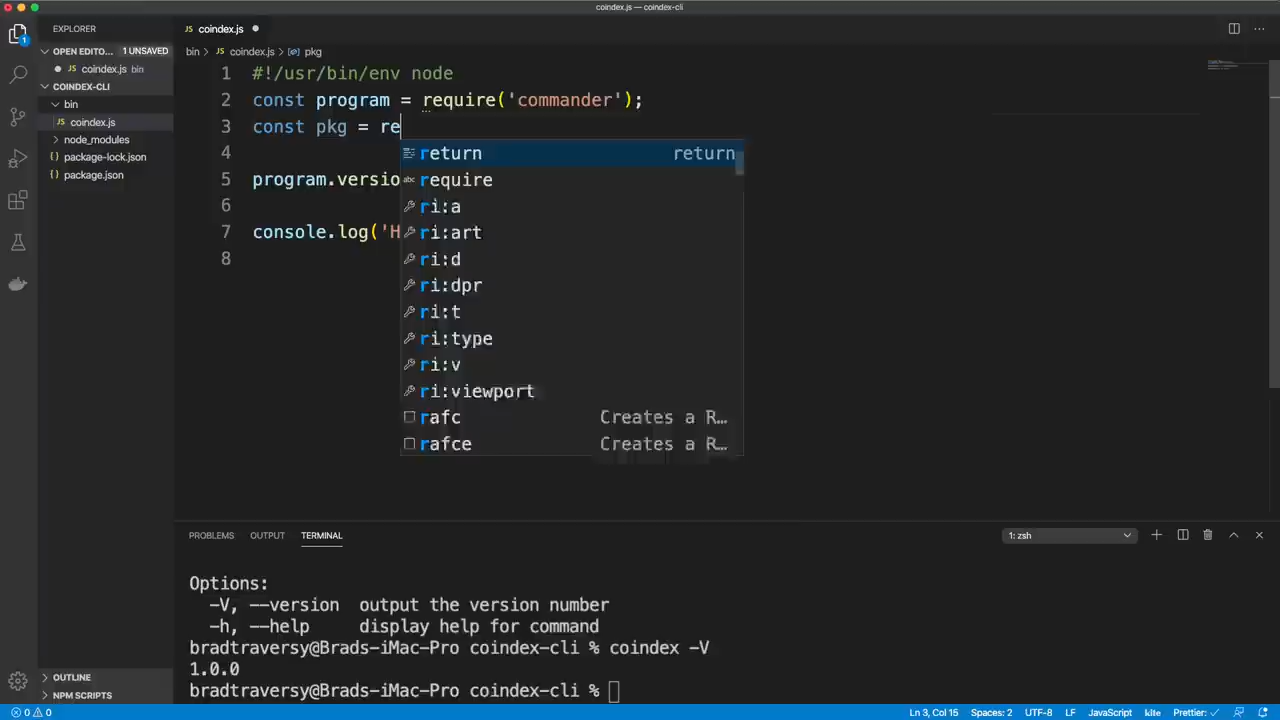 coindex.js — coindex-cli
EXPLORER
coindex.js
OPEN EDITO... 1 UNSAVED
bin > JS coindex.js > pkg
JS coindex.js bin
COINDEX-CLI
bin
JS coindex.js
node_modules
{} package-lock.json
{} package.json
1 #!/usr/bin/env node
2 const program = require('commander');
3 const pkg = re
4
5 program.versio
6
7 console.log('H
8
return return
require
ri:a
ri:art
ri:d
ri:dpr
ri:t
ri:type
ri:v
ri:viewport
rafc Creates a R…
rafce Creates a R…
PROBLEMS OUTPUT TERMINAL 1: zsh
Options:
-V, --version output the version number
-h, --help display help for command
bradtraversy@Brads-iMac-Pro coindex-cli % coindex -V
1.0.0
bradtraversy@Brads-iMac-Pro coindex-cli %
OUTLINE
NPM SCRIPTS
0 0 Ln 3, Col 15 Spaces: 2 UTF-8 LF JavaScript kite Prettier: ✓